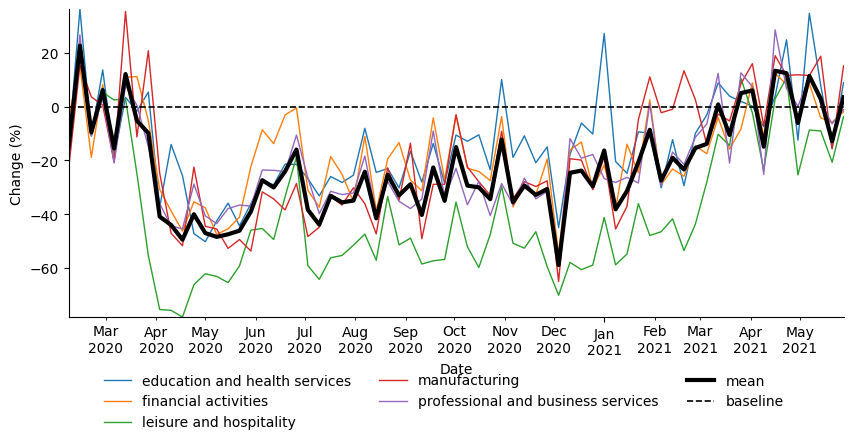 Change (%)
20
0
−20
−40
−60
Mar Apr May Jun Jul Aug Sep Oct Nov Dec Jan Feb Mar Apr May
2020 2020 2020 2020 2020 2020 2020 2020 2020 2020 2021 2021 2021 2021 2021
Date
education and health services manufacturing mean
financial activities professional and business services baseline
leisure and hospitality